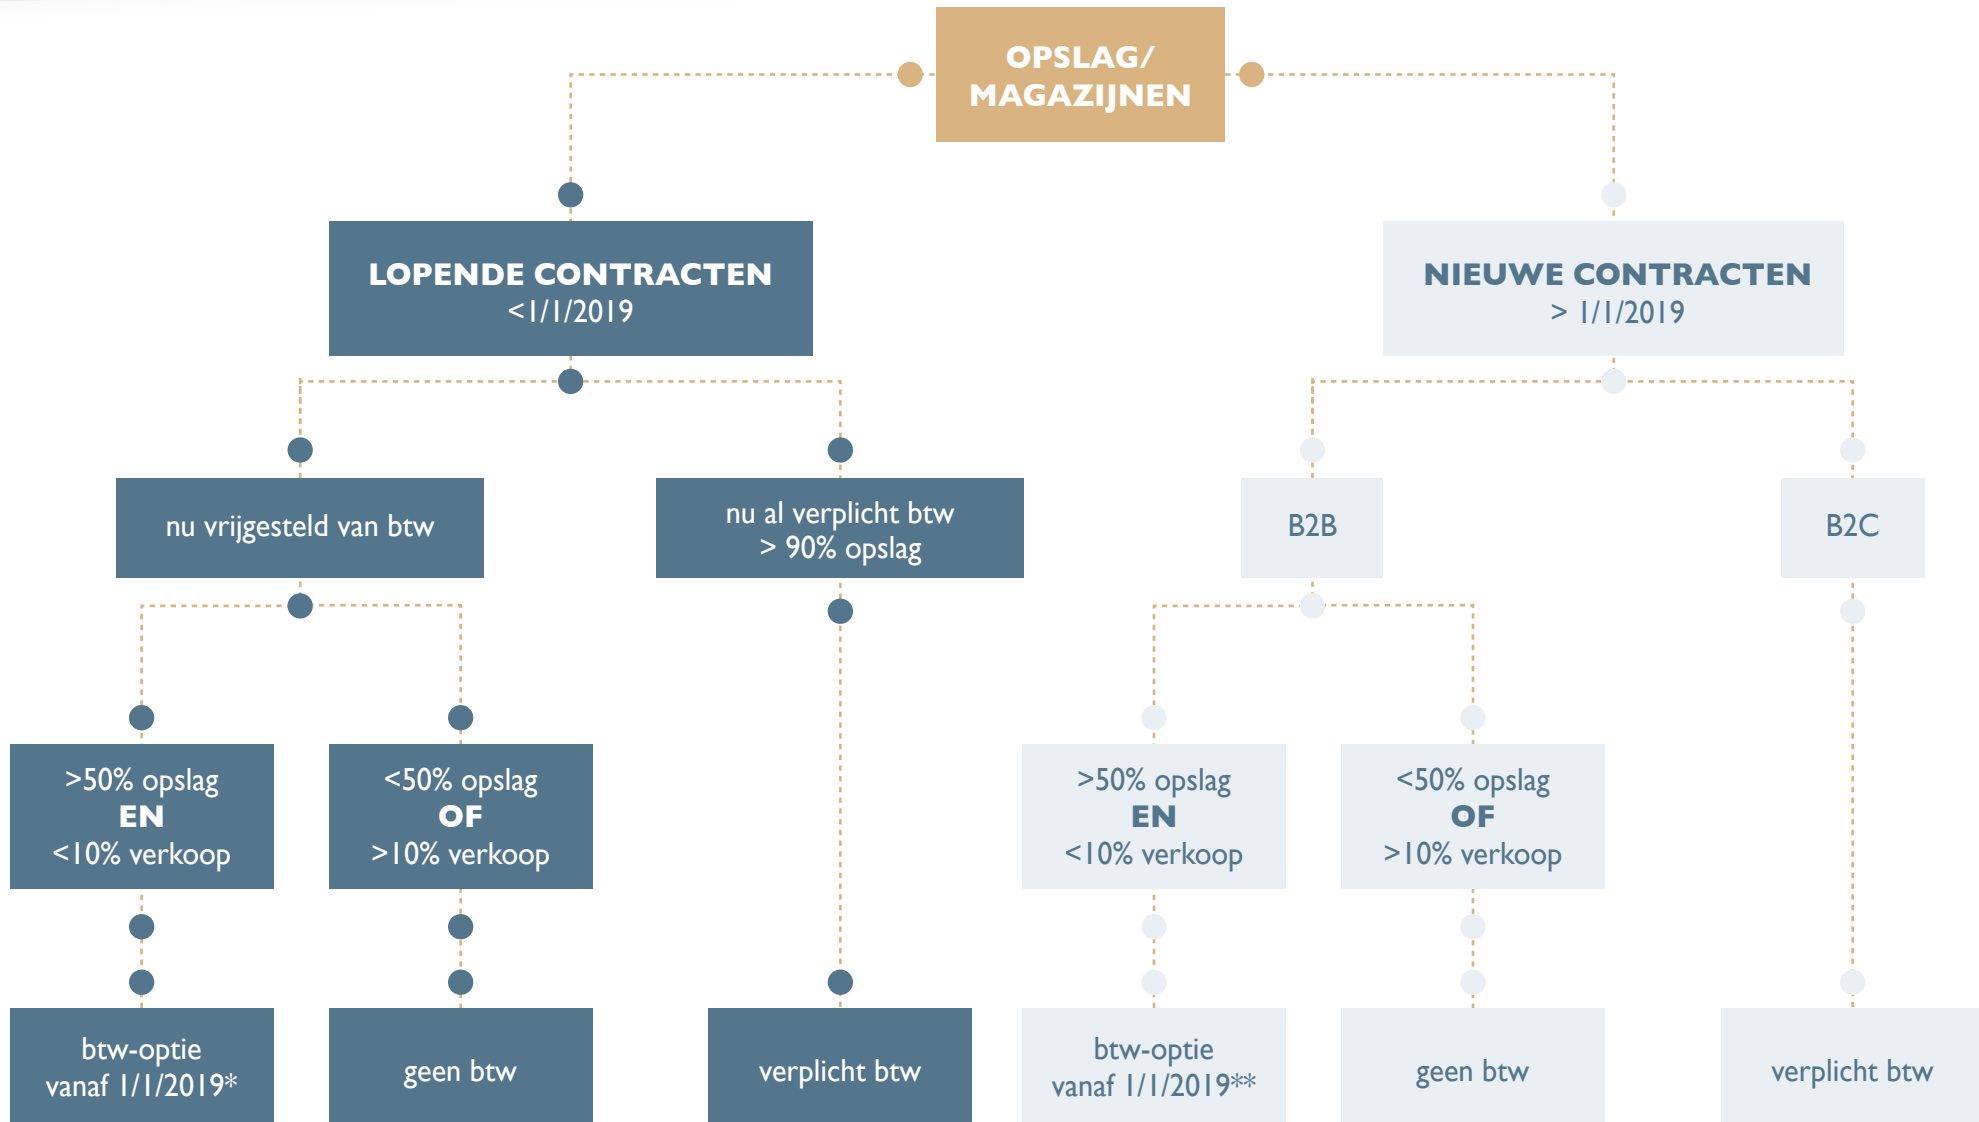 OPSLAG/
MAGAZIJNEN
LOPENDE CONTRACTEN
<1/1/2019
NIEUWE CONTRACTEN
> 1/1/2019
nu vrijgesteld van btw
nu al verplicht btw
> 90% opslag
B2B
B2C
>50% opslag
EN
<10% verkoop
<50% opslag
OF
>10% verkoop
>50% opslag
EN
<10% verkoop
<50% opslag
OF
>10% verkoop
btw-optie
vanaf 1/1/2019*
geen btw
verplicht btw
btw-optie
vanaf 1/1/2019**
geen btw
verplicht btw